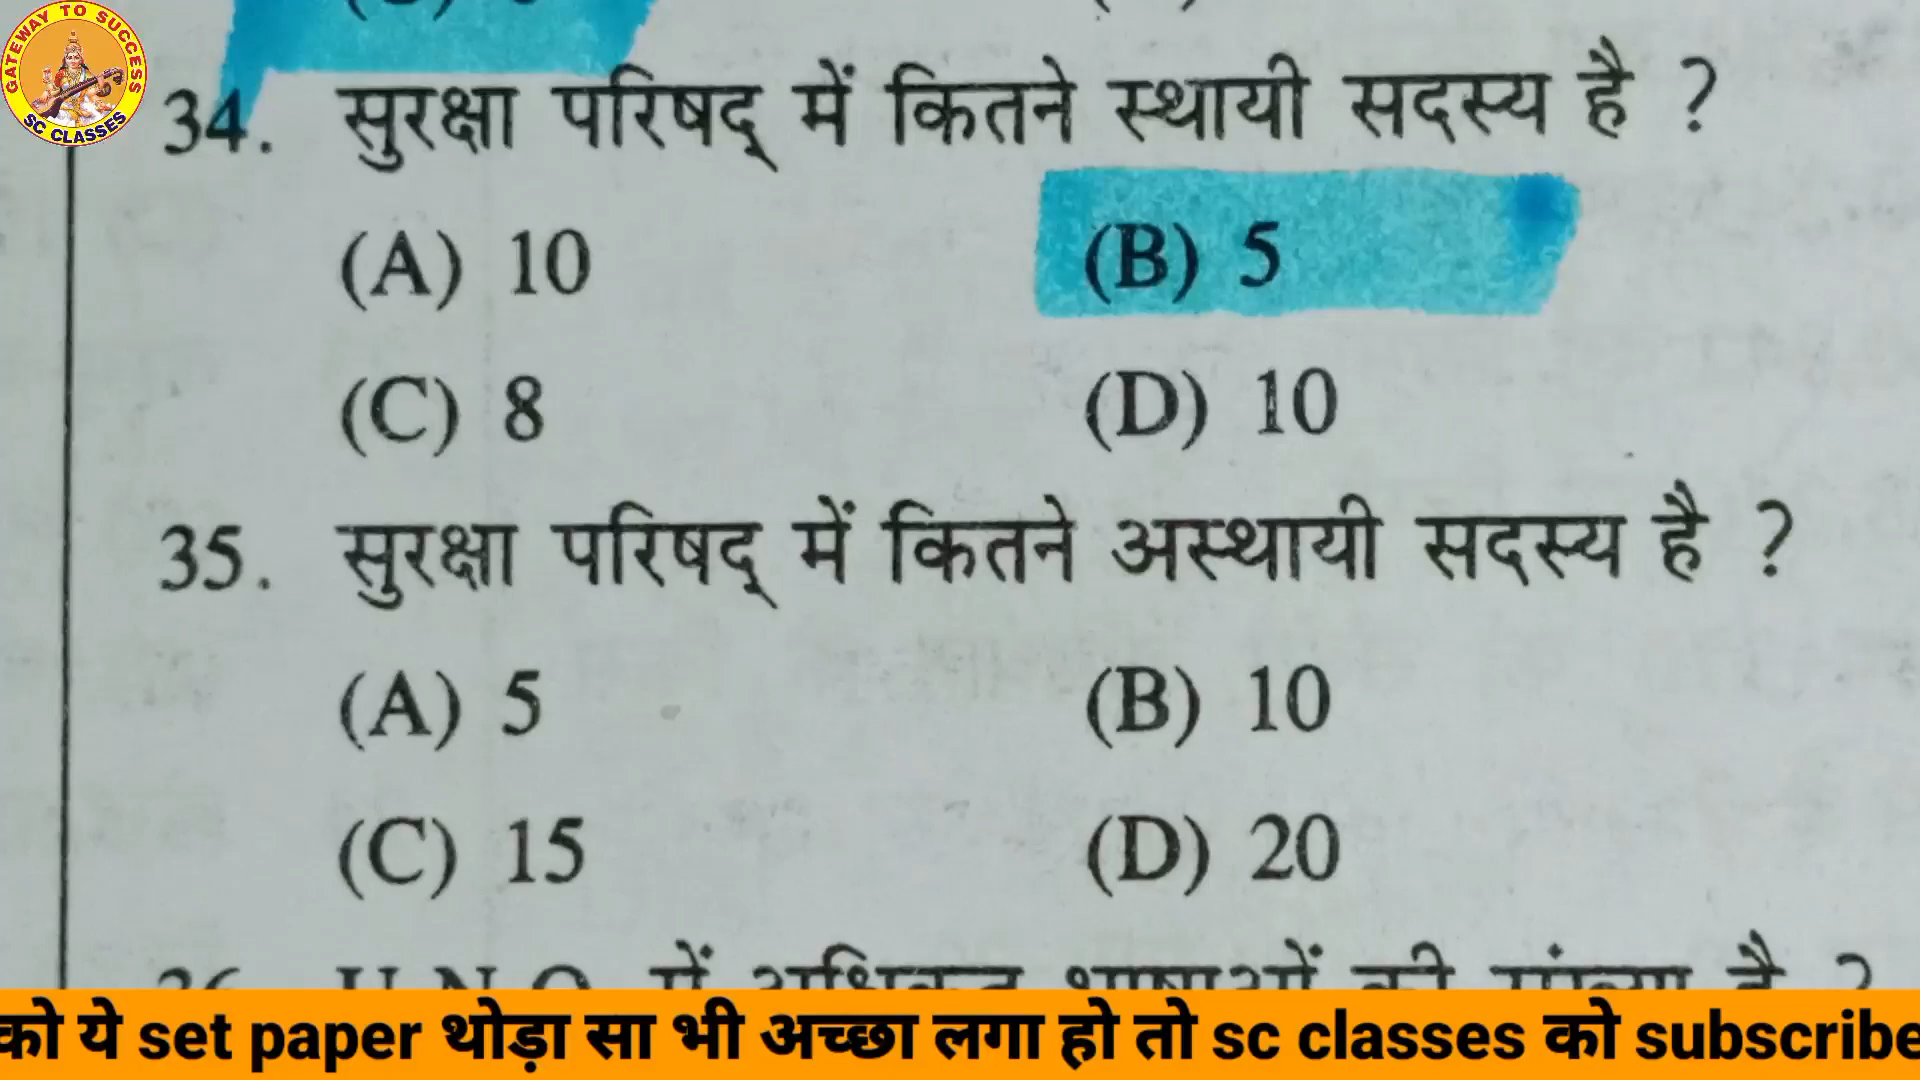 GATEWAY TO SUCCESS
SC CLASSES
34. सुरक्षा परिषद् में कितने स्थायी सदस्य है ?
(A) 10 (B) 5
(C) 8 (D) 10
35. सुरक्षा परिषद् में कितने अस्थायी सदस्य है ?
(A) 5 (B) 10
(C) 15 (D) 20
में की है ?
को ये set paper थोड़ा सा भी अच्छा लगा हो तो sc classes को subscribe